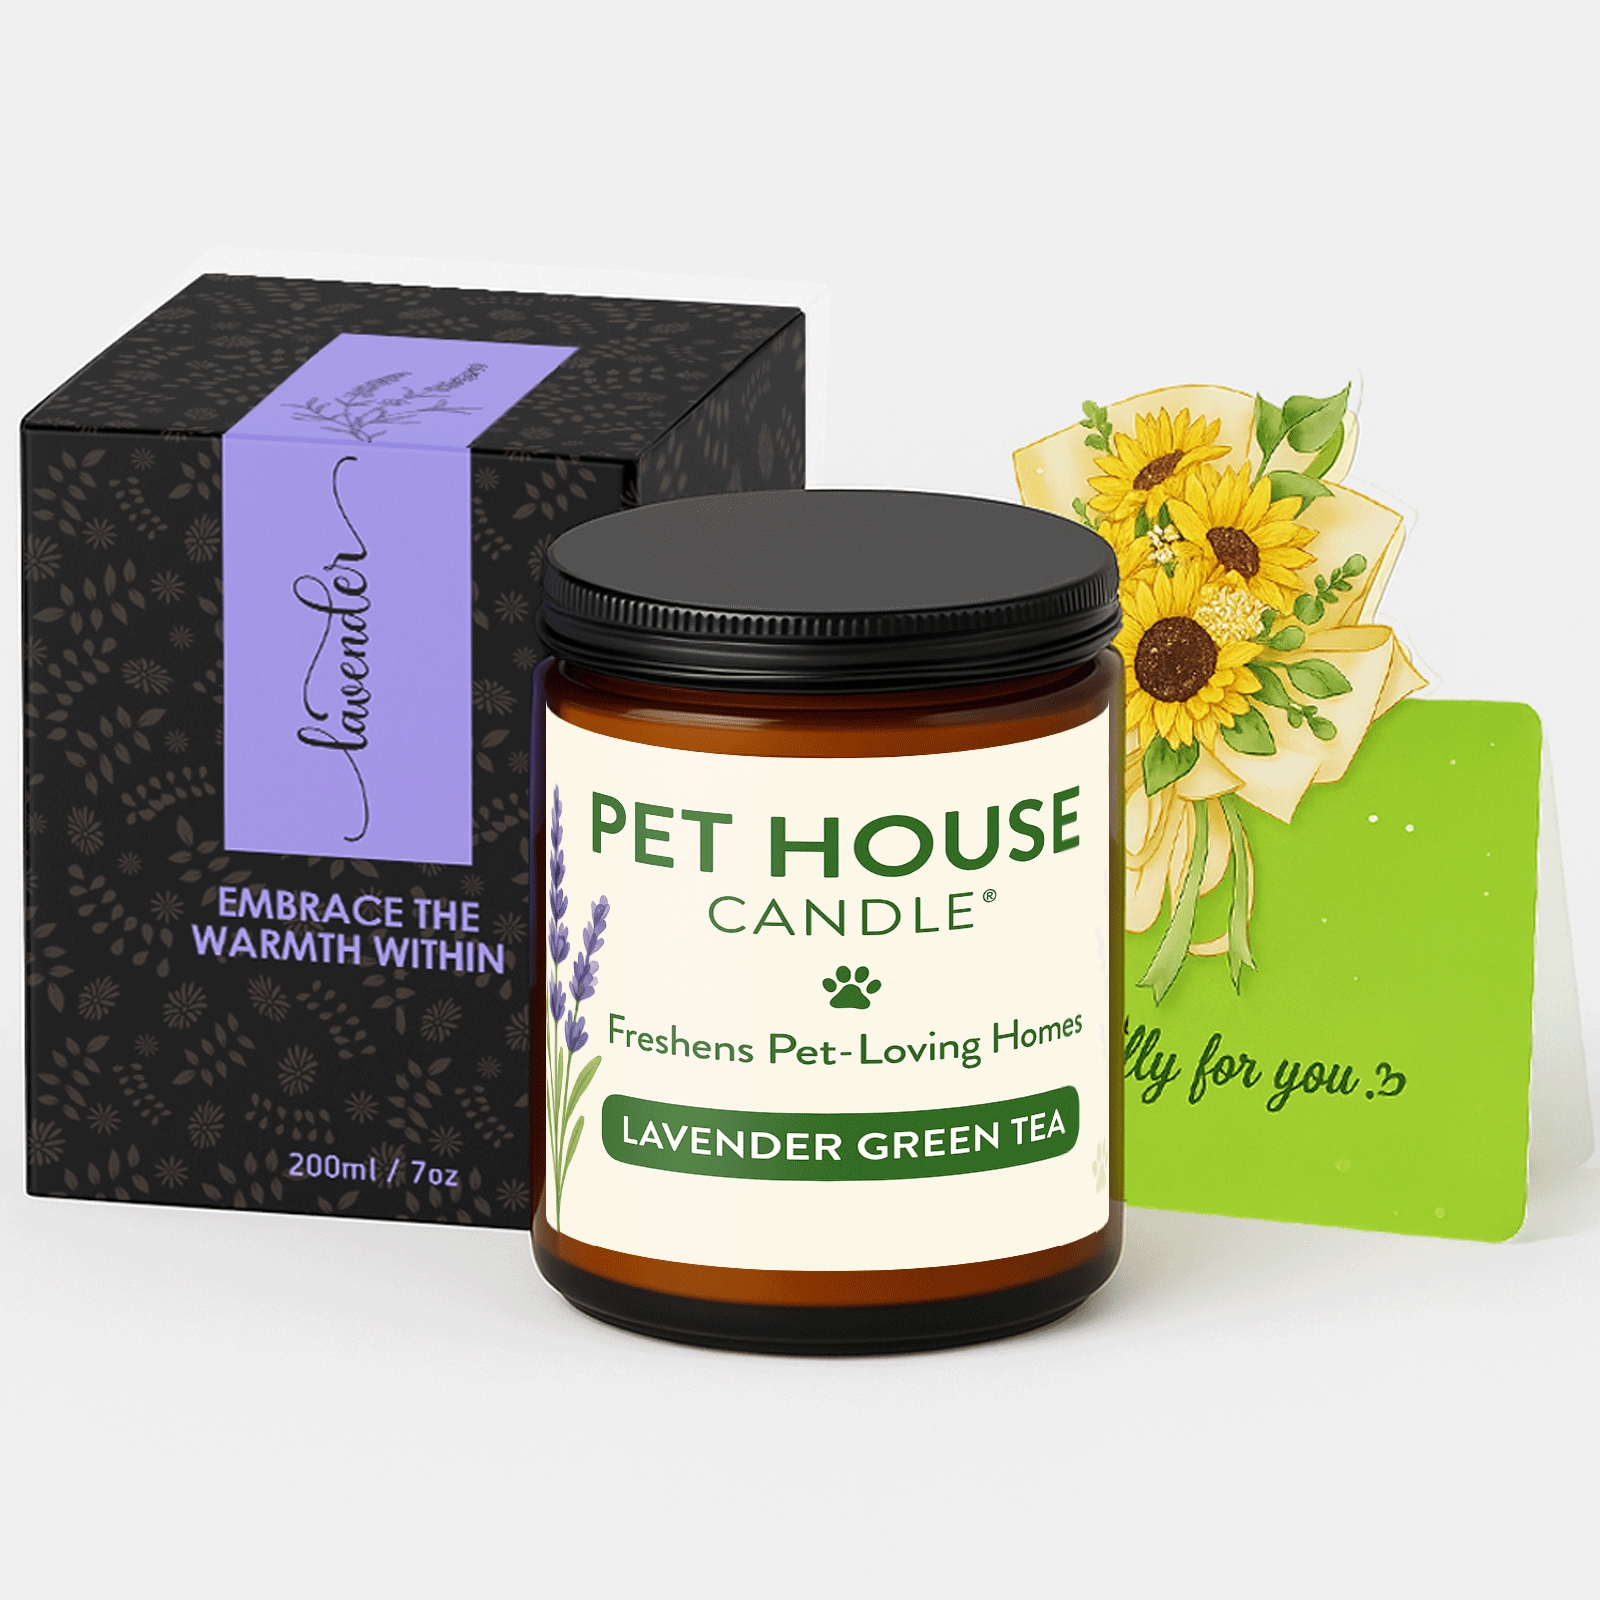 lavender
EMBRACE THE
WARMTH WITHIN
200ml / 7oz
PET HOUSE
CANDLE®
Freshens Pet-Loving Homes
LAVENDER GREEN TEA
for you.